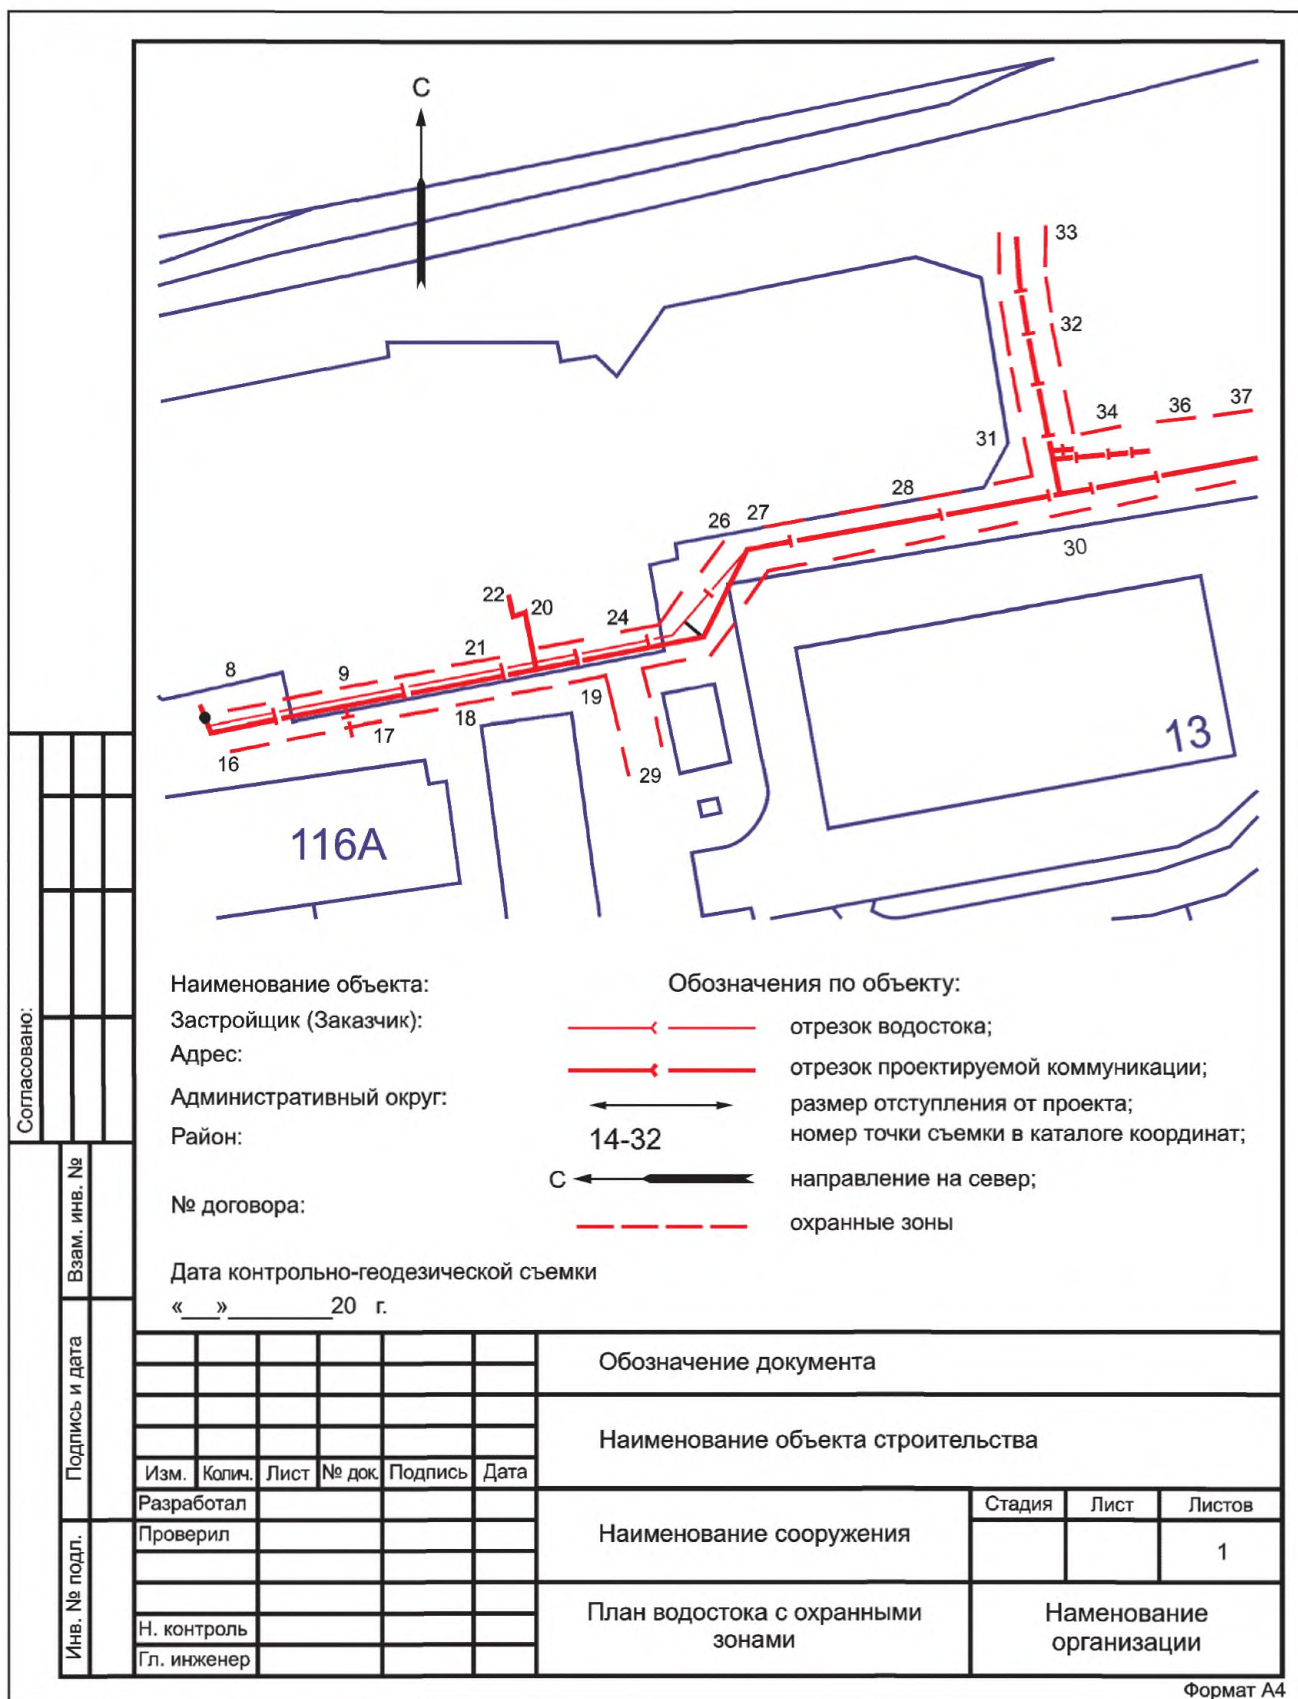 С
33
32
37
36
34
31
28
27
26
30
22
20
24
21
8
9
19
18
17
16
29
13
116А
Наименование объекта:
Застройщик (Заказчик):
Адрес:
Административный округ:
Район:
№ договора:
Дата контрольно-геодезической съемки
«___»_________20 г.
Обозначения по объекту:
отрезок водостока;
отрезок проектируемой коммуникации;
размер отступления от проекта;
14-32 номер точки съемки в каталоге координат;
С направление на север;
охранные зоны
Согласовано:
Взам. инв. №
Подпись и дата
Инв. № подл.
Обозначение документа
Наименование объекта строительства
Изм. Колич. Лист № док. Подпись Дата
Разработал
Проверил
Н. контроль
Гл. инженер
Наименование сооружения
Стадия Лист Листов
1
План водостока с охранными
зонами
Наменование
организации
Формат А4